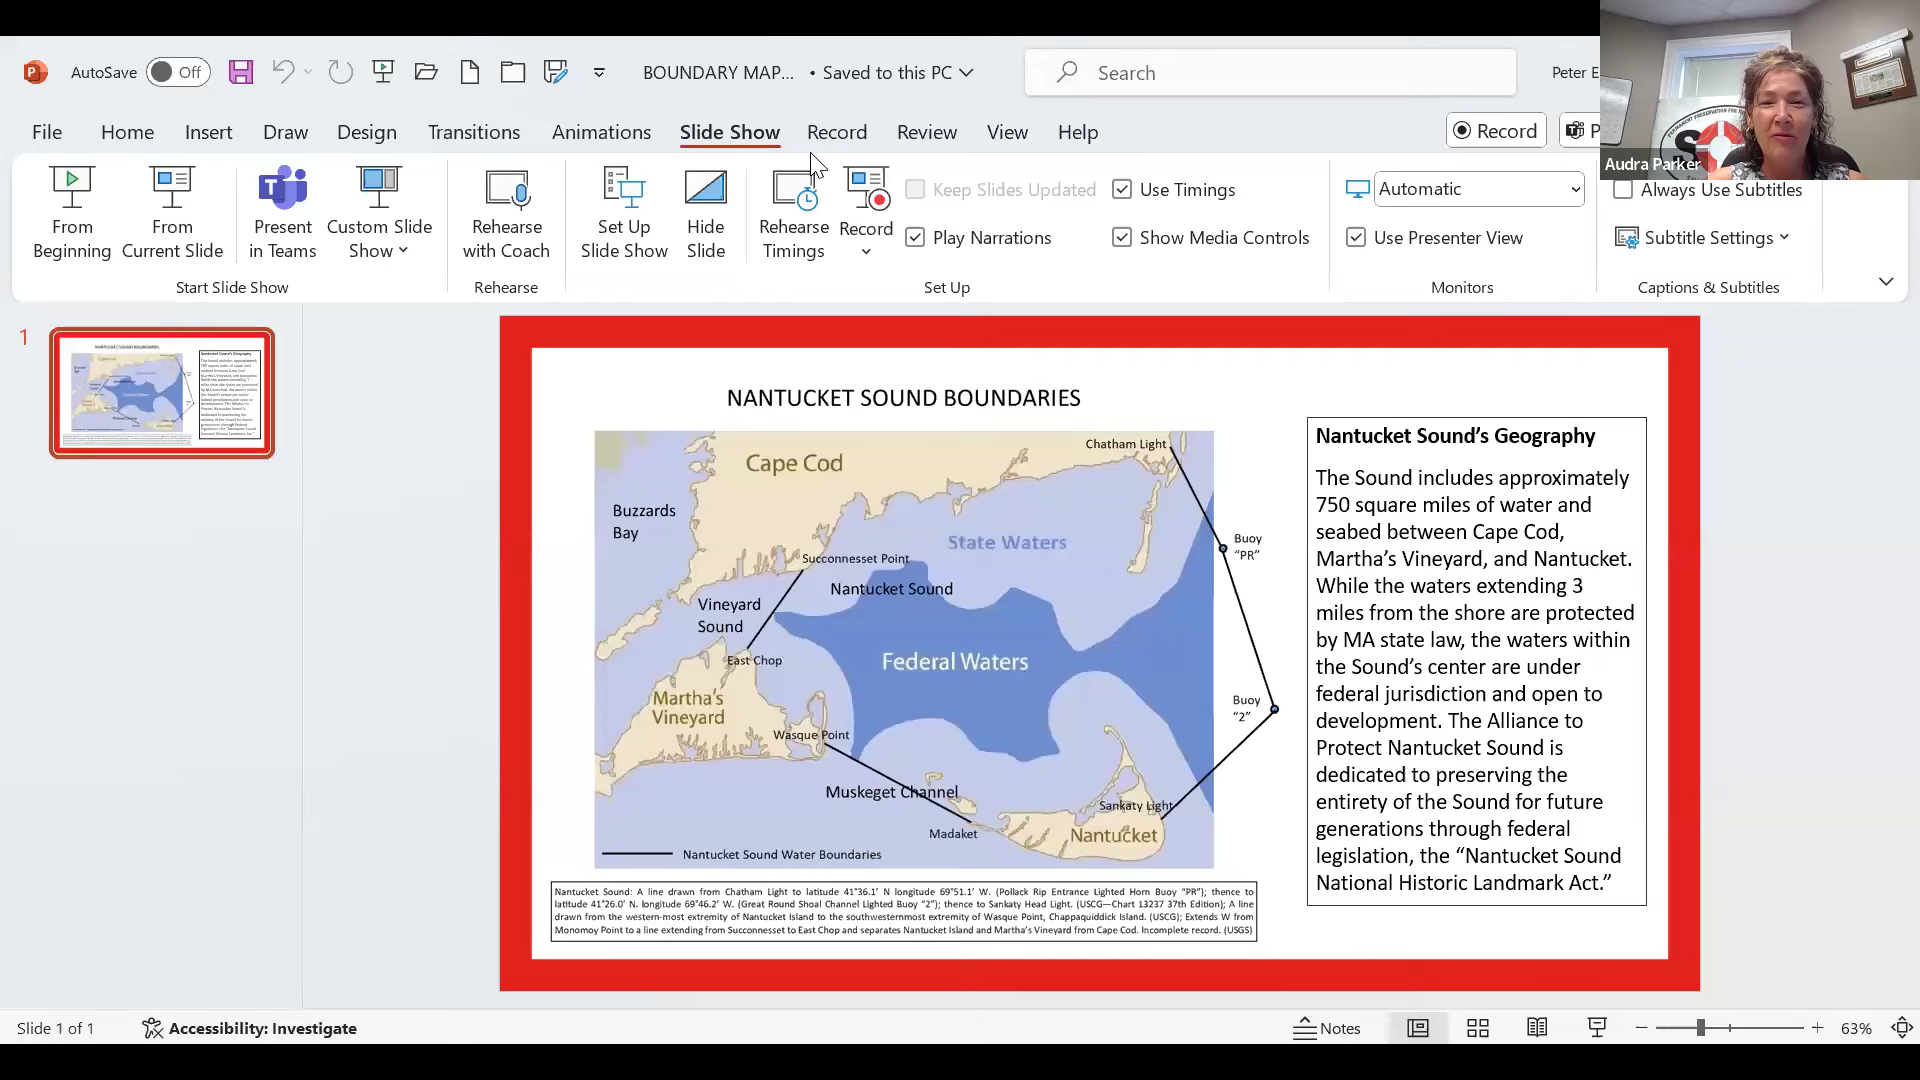 AutoSave Off BOUNDARY MAP... • Saved to this PC Search Peter E
File Home Insert Draw Design Transitions Animations Slide Show Record Review View Help Record
Audra Parker
From Beginning
From Current Slide
Present in Teams
Custom Slide Show
Rehearse with Coach
Set Up Slide Show
Hide Slide
Rehearse Timings
Record
Keep Slides Updated
Play Narrations
Use Timings
Show Media Controls
Automatic
Use Presenter View
Always Use Subtitles
Subtitle Settings
Start Slide Show Rehearse Set Up Monitors Captions & Subtitles
1
NANTUCKET SOUND BOUNDARIES
Cape Cod
Chatham Light
Buzzards
Bay
State Waters
Buoy
“PR”
Succonnesset Point
Nantucket Sound
Vineyard
Sound
East Chop
Federal Waters
Martha’s
Vineyard
Buoy
“2”
Wasque Point
Muskeget Channel
Sankaty Light
Madaket
Nantucket
Nantucket Sound Water Boundaries
Nantucket Sound: A line drawn from Chatham Light to latitude 41°36.1’ N longitude 69°51.1’ W. (Pollack Rip Entrance Lighted Horn Buoy “PR”); thence to
latitude 41°26.0’ N. longitude 69°46.2’ W. (Great Round Shoal Channel Lighted Buoy “2”); thence to Sankaty Head Light. (USCG—Chart 13237 37th Edition); A line
drawn from the western-most extremity of Nantucket Island to the southwesternmost extremity of Wasque Point, Chappaquiddick Island. (USCG); Extends W from
Monomoy Point to a line extending from Succonnesset to East Chop and separates Nantucket Island and Martha’s Vineyard from Cape Cod. Incomplete record. (USGS)
Nantucket Sound’s Geography
The Sound includes approximately
750 square miles of water and
seabed between Cape Cod,
Martha’s Vineyard, and Nantucket.
While the waters extending 3
miles from the shore are protected
by MA state law, the waters within
the Sound’s center are under
federal jurisdiction and open to
development. The Alliance to
Protect Nantucket Sound is
dedicated to preserving the
entirety of the Sound for future
generations through federal
legislation, the “Nantucket Sound
National Historic Landmark Act.”
Slide 1 of 1 Accessibility: Investigate Notes 63%